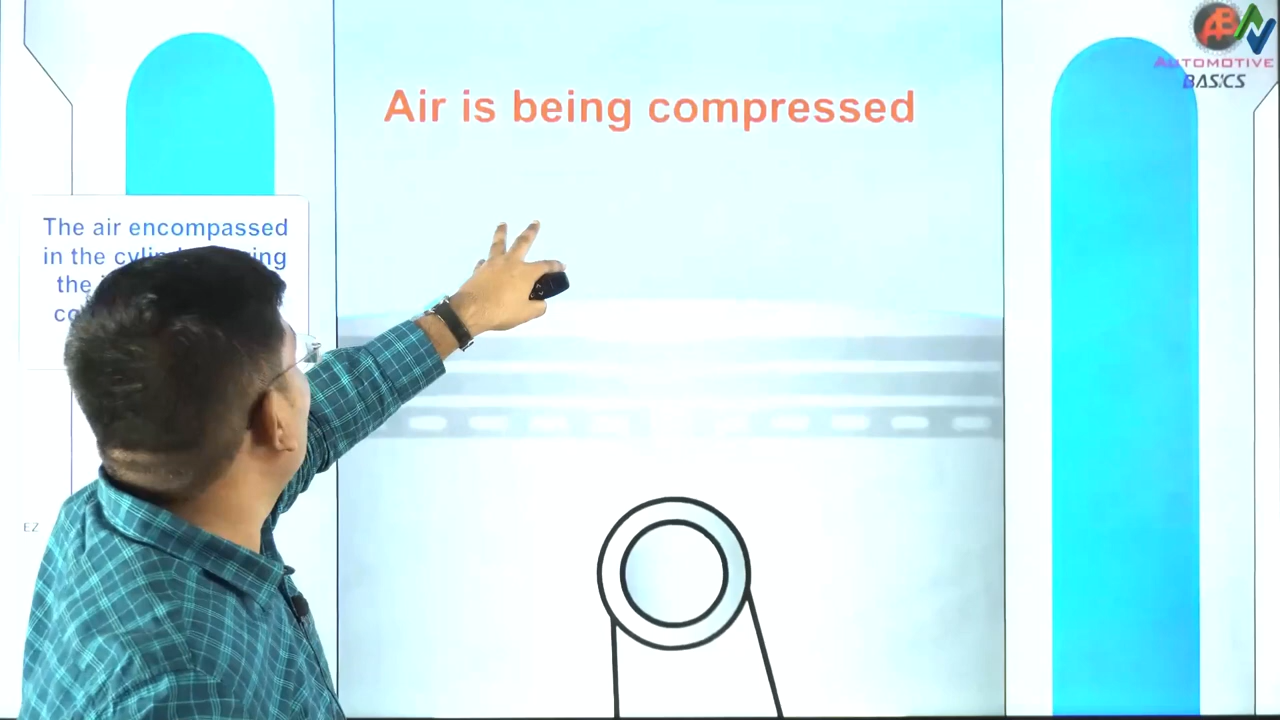 Air is being compressed
The air encompassed
in the
the
EZ
AUTOMOTIVE
BASICS